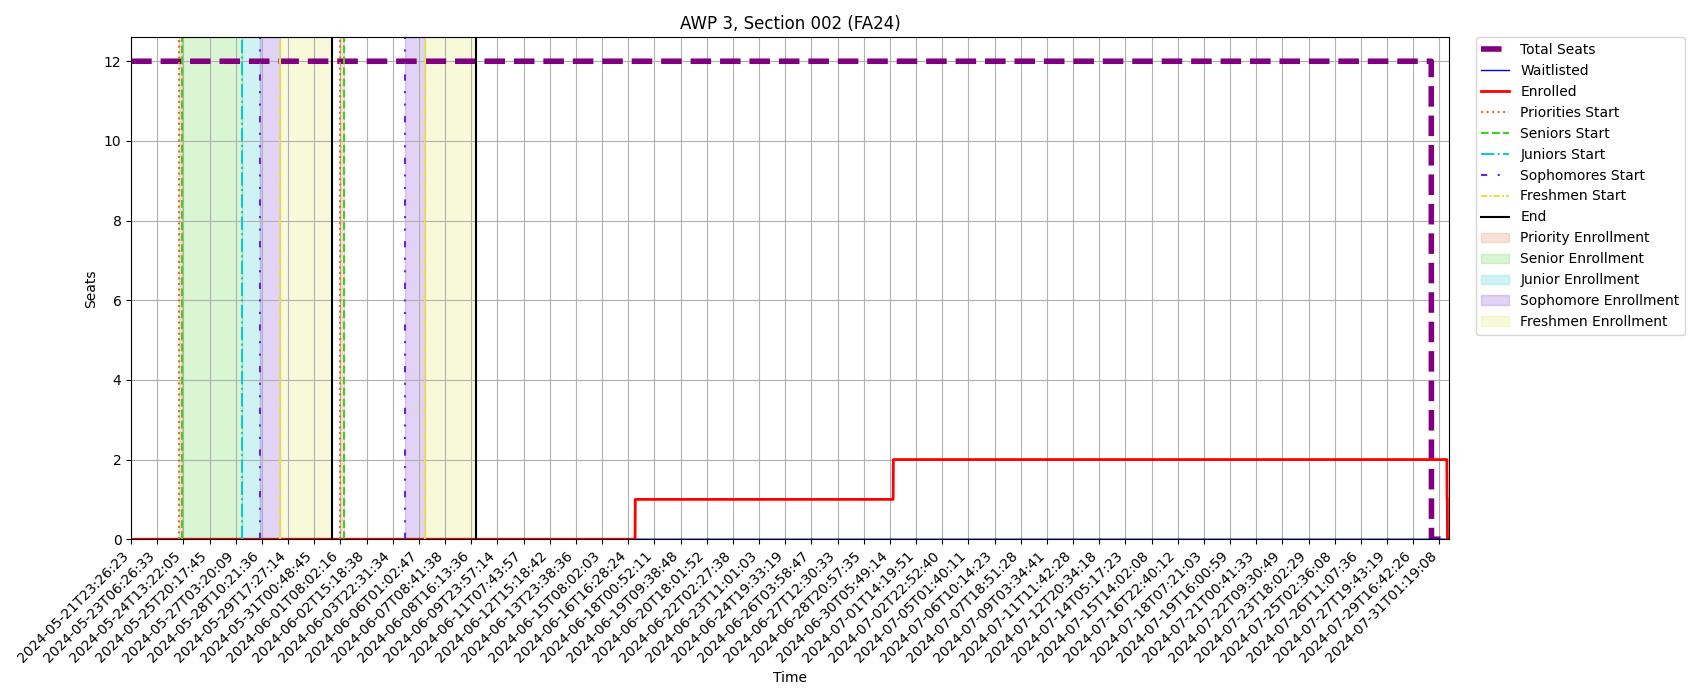 AWP 3, Section 002 (FA24)
12
10
8
6
4
2
0
Seats
2024-05-21T23:26:23
2024-05-23T06:26:33
2024-05-24T13:22:05
2024-05-25T20:17:45
2024-05-27T03:20:09
2024-05-28T10:21:36
2024-05-29T17:27:14
2024-05-31T00:48:45
2024-06-01T08:02:16
2024-06-02T15:18:38
2024-06-03T22:31:34
2024-06-06T01:02:47
2024-06-07T08:41:38
2024-06-08T16:13:36
2024-06-09T23:57:14
2024-06-11T07:43:57
2024-06-12T15:18:42
2024-06-13T23:38:36
2024-06-15T08:02:03
2024-06-16T16:28:24
2024-06-18T00:52:11
2024-06-19T09:38:48
2024-06-20T18:01:52
2024-06-22T02:27:38
2024-06-23T11:01:03
2024-06-24T19:33:19
2024-06-26T03:58:47
2024-06-27T12:30:33
2024-06-28T20:57:35
2024-06-30T05:49:14
2024-07-01T14:19:51
2024-07-02T22:52:40
2024-07-05T01:40:11
2024-07-06T10:14:23
2024-07-07T18:51:28
2024-07-09T03:34:41
2024-07-11T11:42:28
2024-07-12T20:34:18
2024-07-14T05:17:23
2024-07-15T14:02:08
2024-07-16T22:40:12
2024-07-18T07:21:03
2024-07-19T16:00:59
2024-07-21T00:41:33
2024-07-22T09:30:49
2024-07-23T18:02:29
2024-07-25T02:36:08
2024-07-26T11:07:36
2024-07-27T19:43:19
2024-07-29T16:42:26
2024-07-31T01:19:08
Time
Total Seats
Waitlisted
Enrolled
Priorities Start
Seniors Start
Juniors Start
Sophomores Start
Freshmen Start
End
Priority Enrollment
Senior Enrollment
Junior Enrollment
Sophomore Enrollment
Freshmen Enrollment